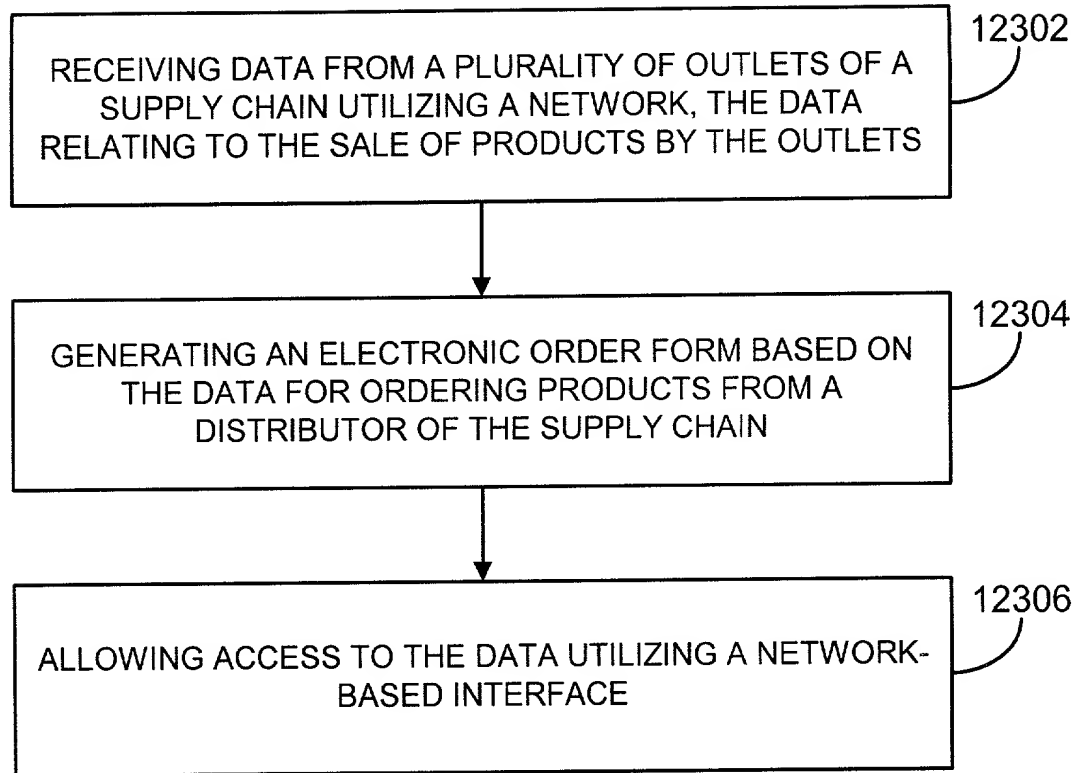 12302
RECEIVING DATA FROM A PLURALITY OF OUTLETS OF A
SUPPLY CHAIN UTILIZING A NETWORK, THE DATA
RELATING TO THE SALE OF PRODUCTS BY THE OUTLETS
12304
GENERATING AN ELECTRONIC ORDER FORM BASED ON
THE DATA FOR ORDERING PRODUCTS FROM A
DISTRIBUTOR OF THE SUPPLY CHAIN
12306
ALLOWING ACCESS TO THE DATA UTILIZING A NETWORK-
BASED INTERFACE